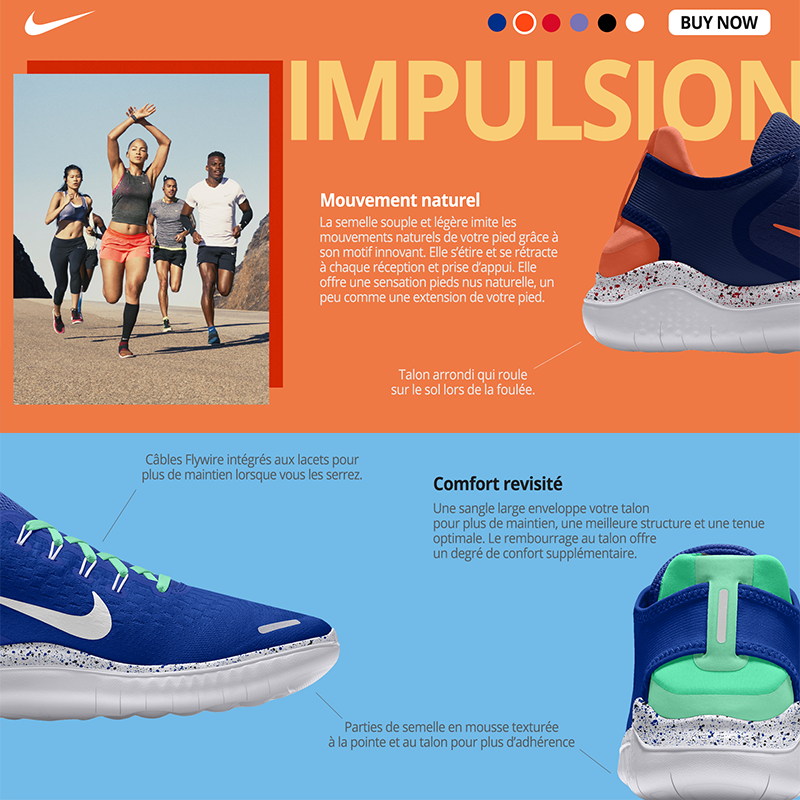 BUY NOW
IMPULSION
Mouvement naturel
La semelle souple et légère imite les
mouvements naturels de votre pied grâce à
son motif innovant. Elle s'étire et se rétracte
à chaque réception et prise d'appui. Elle
offre une sensation pieds nus naturelle, un
peu comme une extension de votre pied.
Talon arrondi qui roule
sur le sol lors de la foulée.
Câbles Flywire intégrés aux lacets pour
plus de maintien lorsque vous les serrez.
Comfort revisité
Une sangle large enveloppe votre talon
pour plus de maintien, une meilleure structure et une tenue
optimale. Le rembourrage au talon offre
un degré de confort supplémentaire.
Parties de semelle en mousse texturée
à la pointe et au talon pour plus d'adhérence